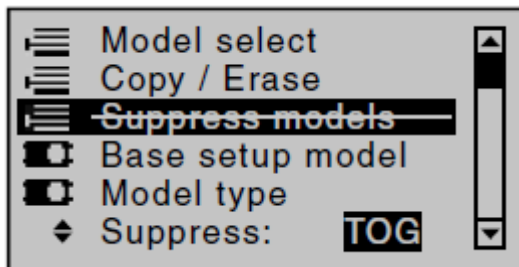 Model select
Copy / Erase
Suppress models
Base setup model
Model type
Suppress: TOG